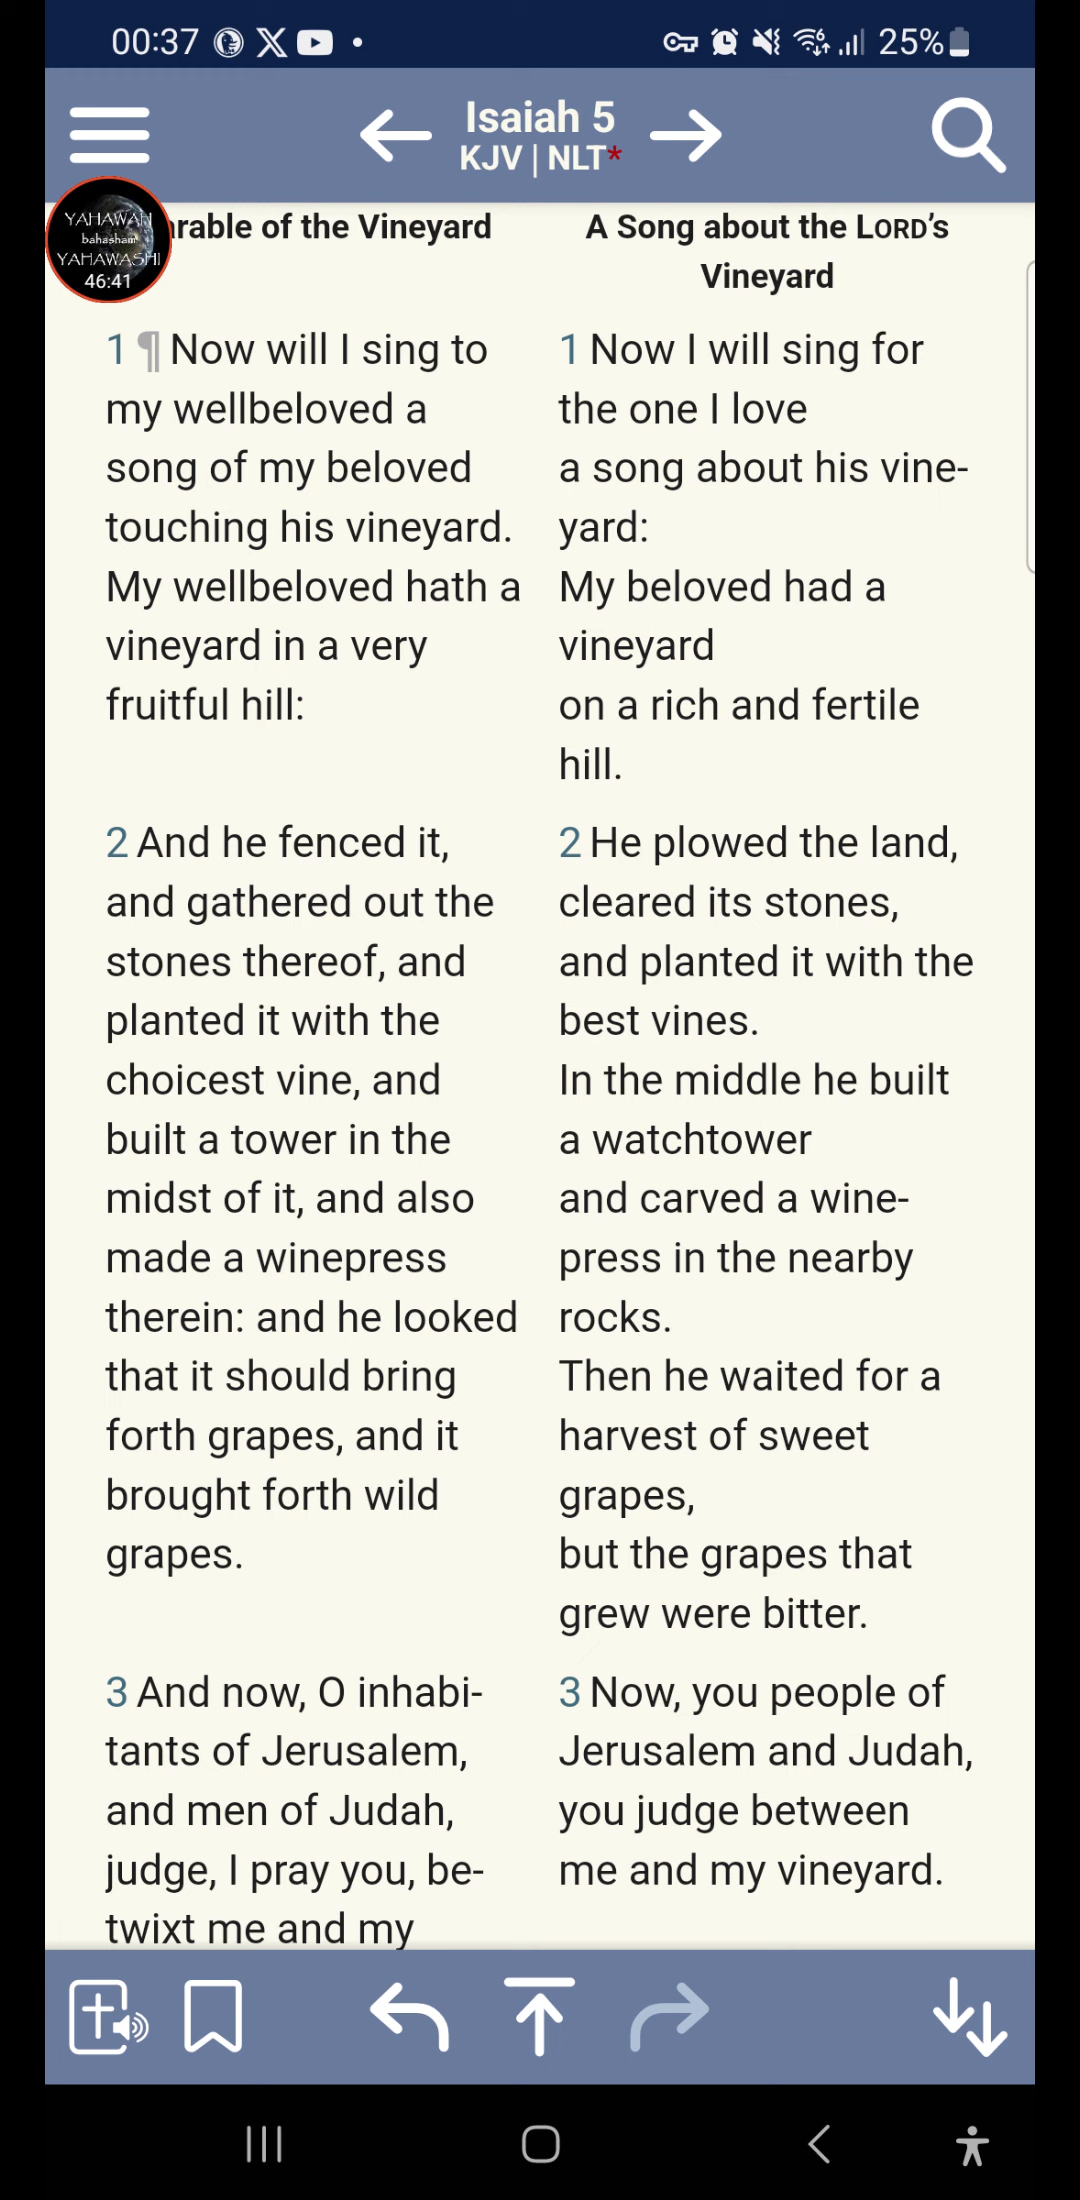 00:37
25%
Isaiah 5
KJV | NLT*
YAHAWAH
bahasham
YAHAWASHI
46:41
of the Vineyard
A Song about the LORD’s
Vineyard
1 ¶ Now will I sing to
my wellbeloved a
song of my beloved
touching his vineyard.
My wellbeloved hath a
vineyard in a very
fruitful hill:
2 And he fenced it,
and gathered out the
stones thereof, and
planted it with the
choicest vine, and
built a tower in the
midst of it, and also
made a winepress
therein: and he looked
that it should bring
forth grapes, and it
brought forth wild
grapes.
3 And now, O inhabi-
tants of Jerusalem,
and men of Judah,
judge, I pray you, be-
twixt me and my
1 Now I will sing for
the one I love
a song about his vine-
yard:
My beloved had a
vineyard
on a rich and fertile
hill.
2 He plowed the land,
cleared its stones,
and planted it with the
best vines.
In the middle he built
a watchtower
and carved a wine-
press in the nearby
rocks.
Then he waited for a
harvest of sweet
grapes,
but the grapes that
grew were bitter.
3 Now, you people of
Jerusalem and Judah,
you judge between
me and my vineyard.